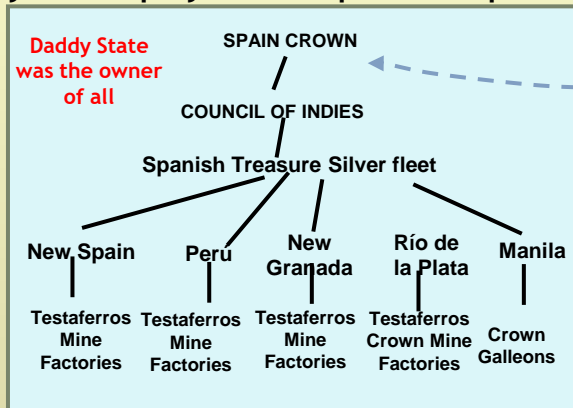 Daddy State
was the owner
of all
SPAIN CROWN
COUNCIL OF INDIES
Spanish Treasure Silver fleet
New Spain
Perú
New
Granada
Río de
la Plata
Manila
Testaferros
Mine
Factories
Testaferros
Mine
Factories
Testaferros
Mine
Factories
Testaferros
Crown Mine
Factories
Crown
Galleons